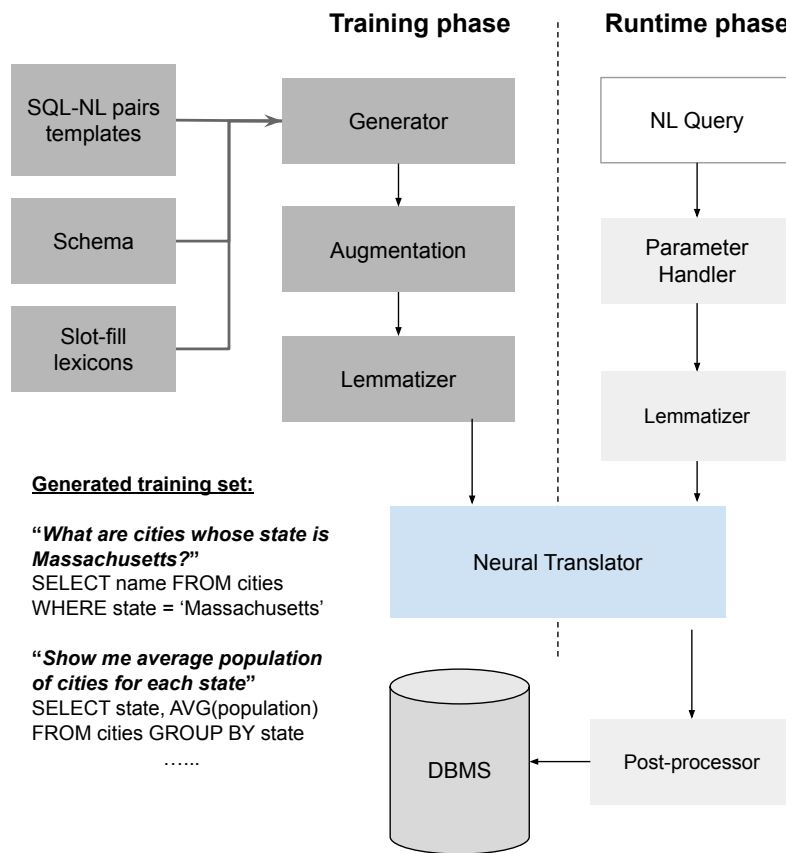 Training phase
Runtime phase
SQL-NL pairs
templates
Generator
NL Query
Schema
Augmentation
Parameter
Handler
Slot-fill
lexicons
Lemmatizer
Lemmatizer
Generated training set:
“What are cities whose state is
Massachusetts?”
SELECT name FROM cities
WHERE state = ‘Massachusetts’
Neural Translator
“Show me average population
of cities for each state”
SELECT state, AVG(population)
FROM cities GROUP BY state
…...
DBMS
Post-processor